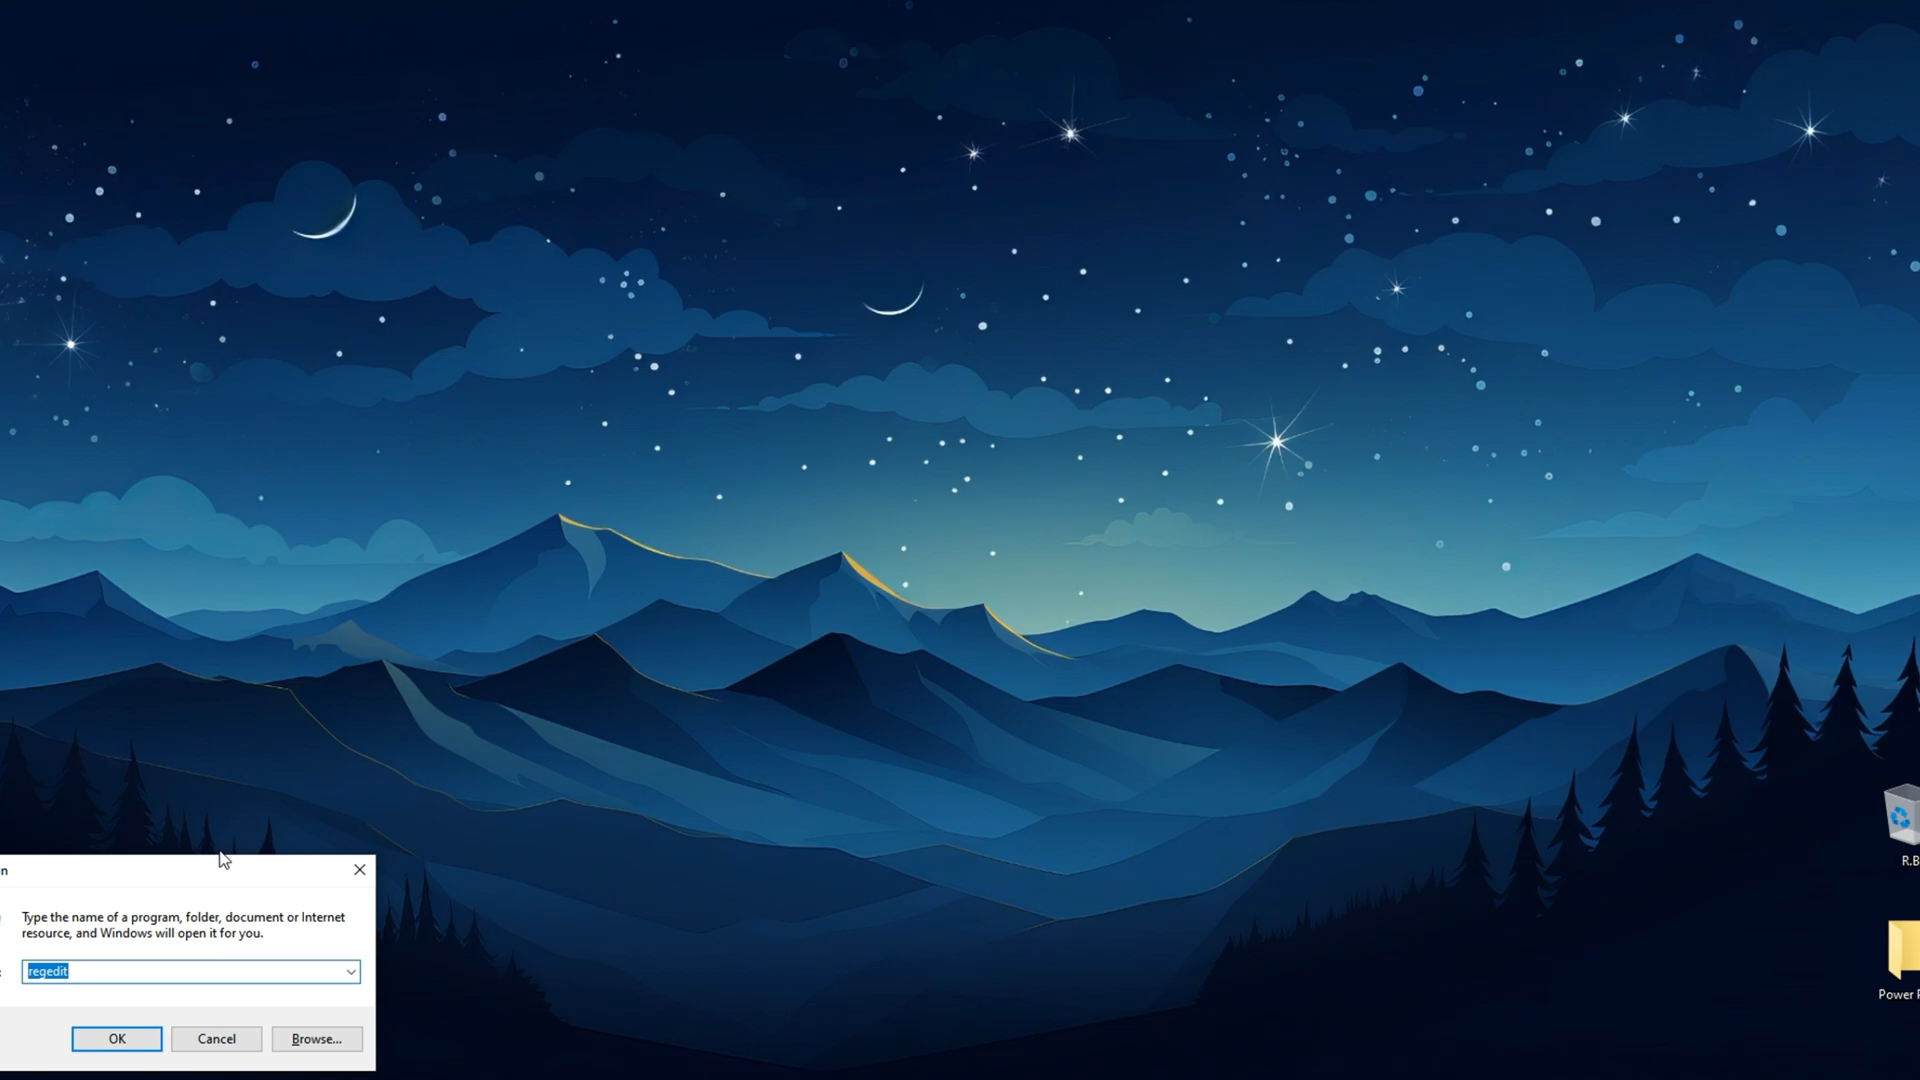 n
Type the name of a program, folder, document or Internet
resource, and Windows will open it for you.
regedit
OK
Cancel
Browse...
R.B
Power